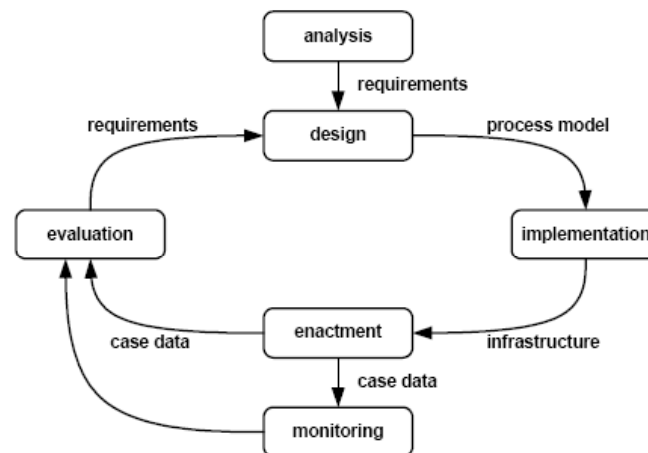 analysis
requirements
requirements
design
process model
evaluation
implementation
case data
enactment
infrastructure
case data
monitoring